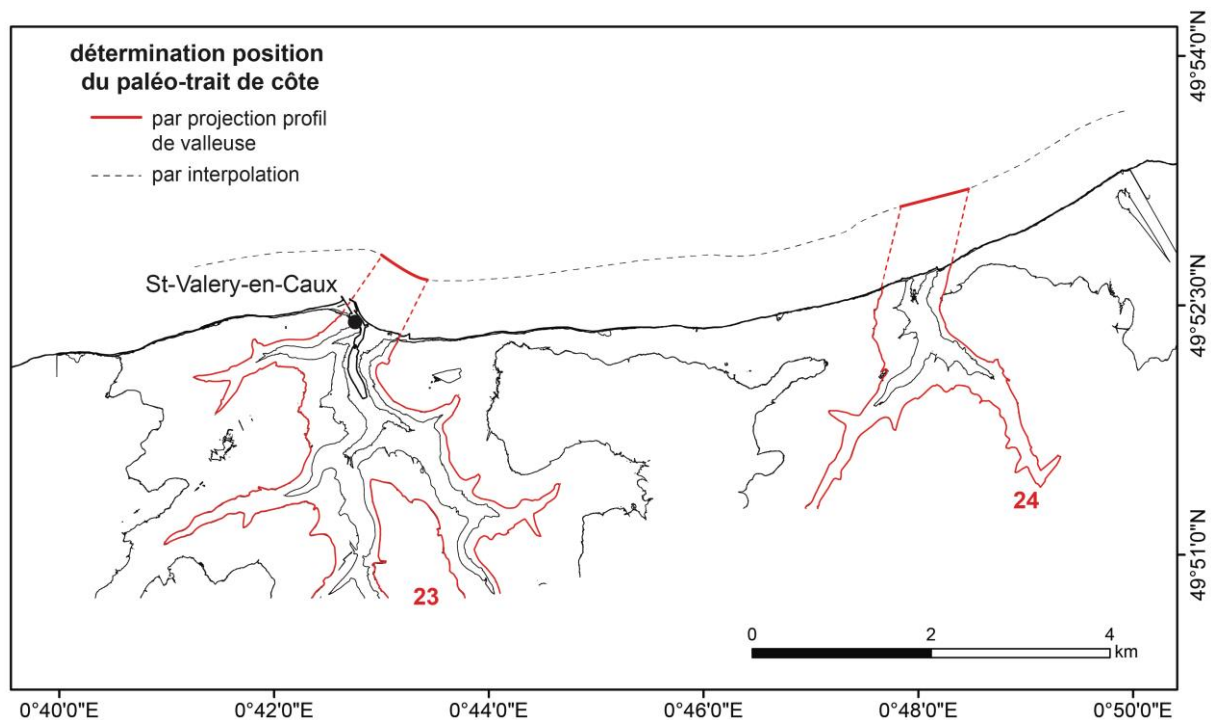 détermination position
du paléo-trait de côte
par projection profil
de valleuse
par interpolation
St-Valery-en-Caux
23
24
0 2 4
km
49°54'0"N
49°52'30"N
49°51'0"N
0°40'0"E 0°42'0"E 0°44'0"E 0°46'0"E 0°48'0"E 0°50'0"E